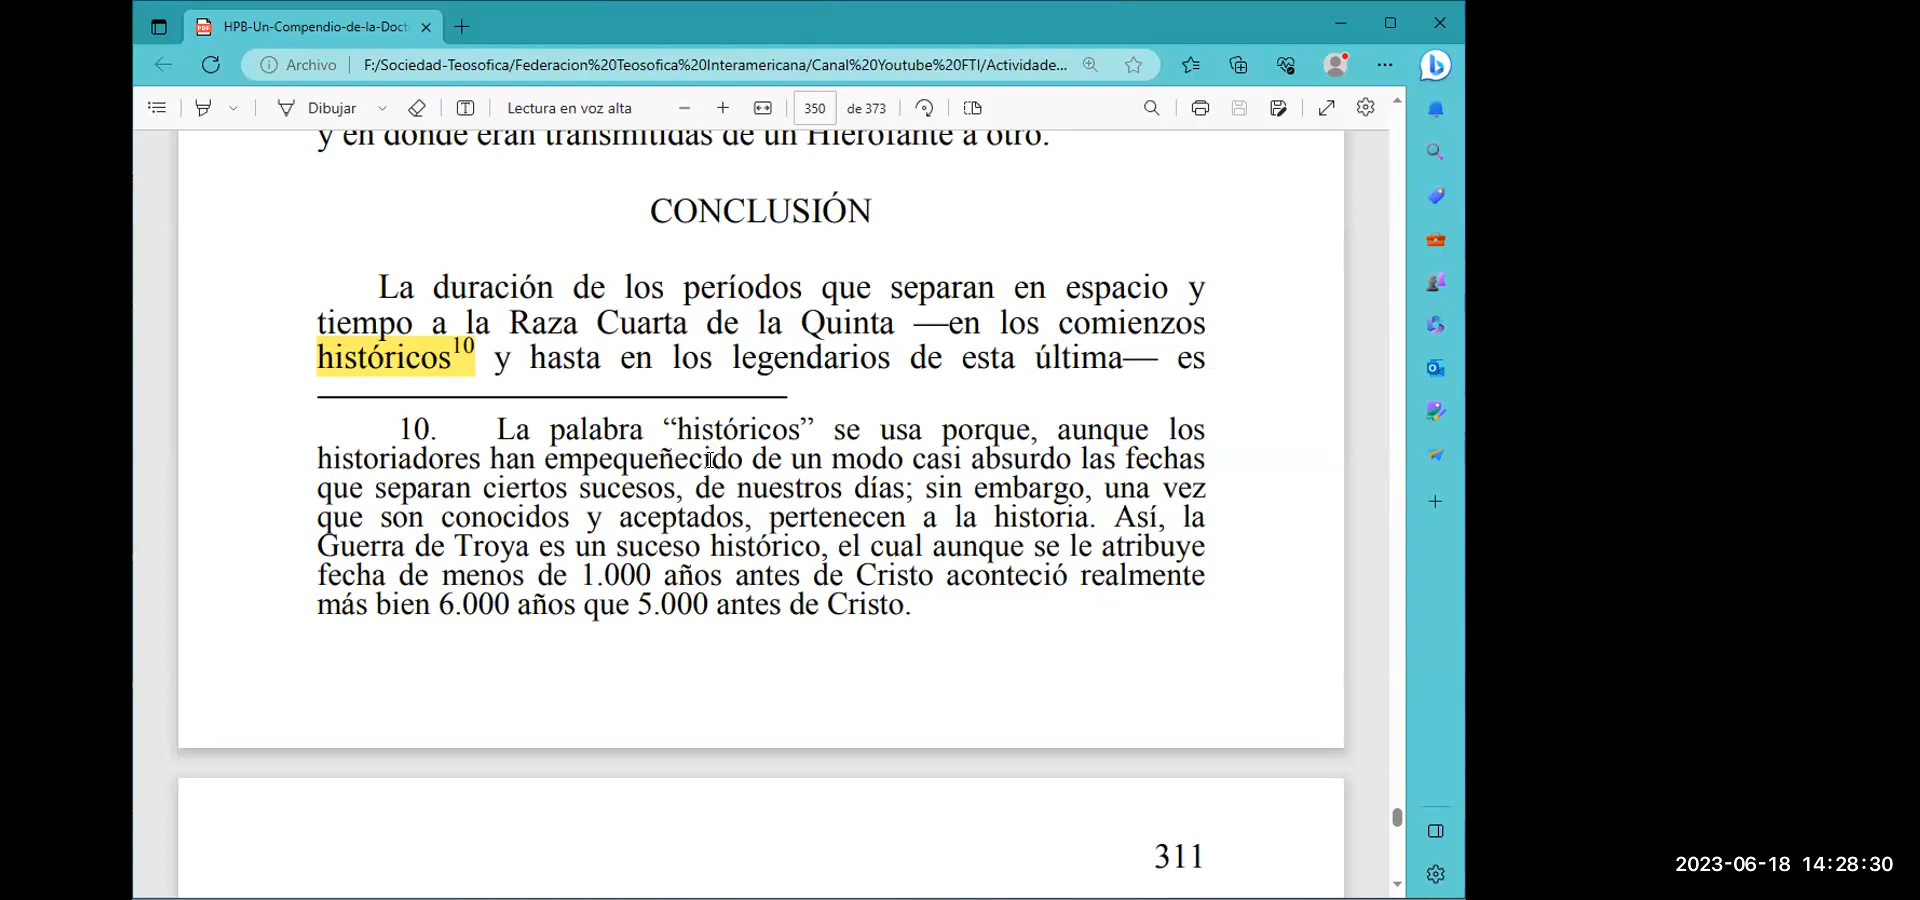 HPB-Un-Compendio-de-la-Doct
Archivo
F:/Sociedad-Teosofica/Federacion%20Teosofica%20Interamericana/Canal%20Youtube%20FTI/Actividade...
Dibujar
Lectura en voz alta
350
de 373
y en donde eran transmitidas de un Hierofante a otro.
CONCLUSIÓN
La duración de los períodos que separan en espacio y
tiempo a la Raza Cuarta de la Quinta —en los comienzos
históricos10 y hasta en los legendarios de esta última— es
10. La palabra “históricos” se usa porque, aunque los
historiadores han empequeñecido de un modo casi absurdo las fechas
que separan ciertos sucesos, de nuestros días; sin embargo, una vez
que son conocidos y aceptados, pertenecen a la historia. Así, la
Guerra de Troya es un suceso histórico, el cual aunque se le atribuye
fecha de menos de 1.000 años antes de Cristo aconteció realmente
más bien 6.000 años que 5.000 antes de Cristo.
311
2023-06-18 14:28:30